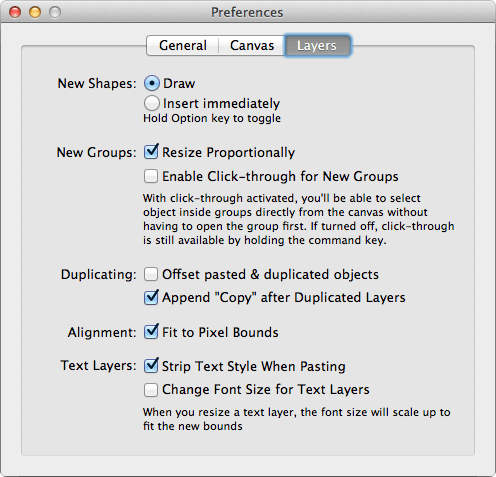 Preferences
General Canvas Layers
New Shapes: Draw
Insert immediately
Hold Option key to toggle
New Groups: Resize Proportionally
Enable Click-through for New Groups
With click-through activated, you'll be able to select
object inside groups directly from the canvas without
having to open the group first. If turned off, click-through
is still available by holding the command key.
Duplicating: Offset pasted & duplicated objects
Append "Copy" after Duplicated Layers
Alignment: Fit to Pixel Bounds
Text Layers: Strip Text Style When Pasting
Change Font Size for Text Layers
When you resize a text layer, the font size will scale up to
fit the new bounds